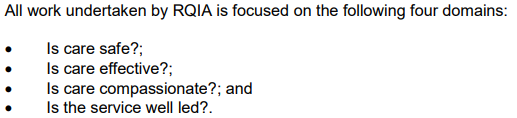 All work undertaken by RQIA is focused on the following four domains:
• Is care safe?;
• Is care effective?;
• Is care compassionate?; and
• Is the service well led?.